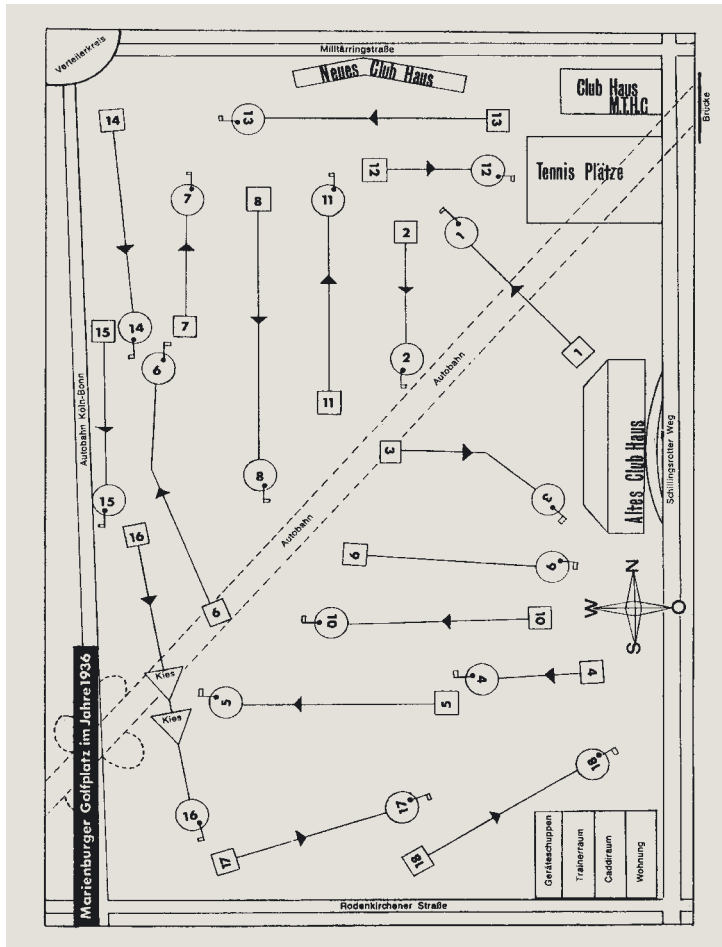 Verteilerkreis
Militärringstraße
Neues Club Haus
Club Haus
M.T.H.C
Brücke
14
13
13
12
12
Tennis Plätze
7
8
11
2
1
14
15
7
6
2
1
Autobahn
11
Autobahn Köln-Bonn
3
Altes Club Haus
Schillingsrotter Weg
8
3
15
16
Autobahn
9
9
N
W
O
S
6
10
10
Kies
4
4
5
5
Kies
Marienburger Golfplatz im Jahre 1936
18
17
16
17
18
Geräteschuppen
Trainerraum
Caddiraum
Wohnung
Rodenkirchener Straße